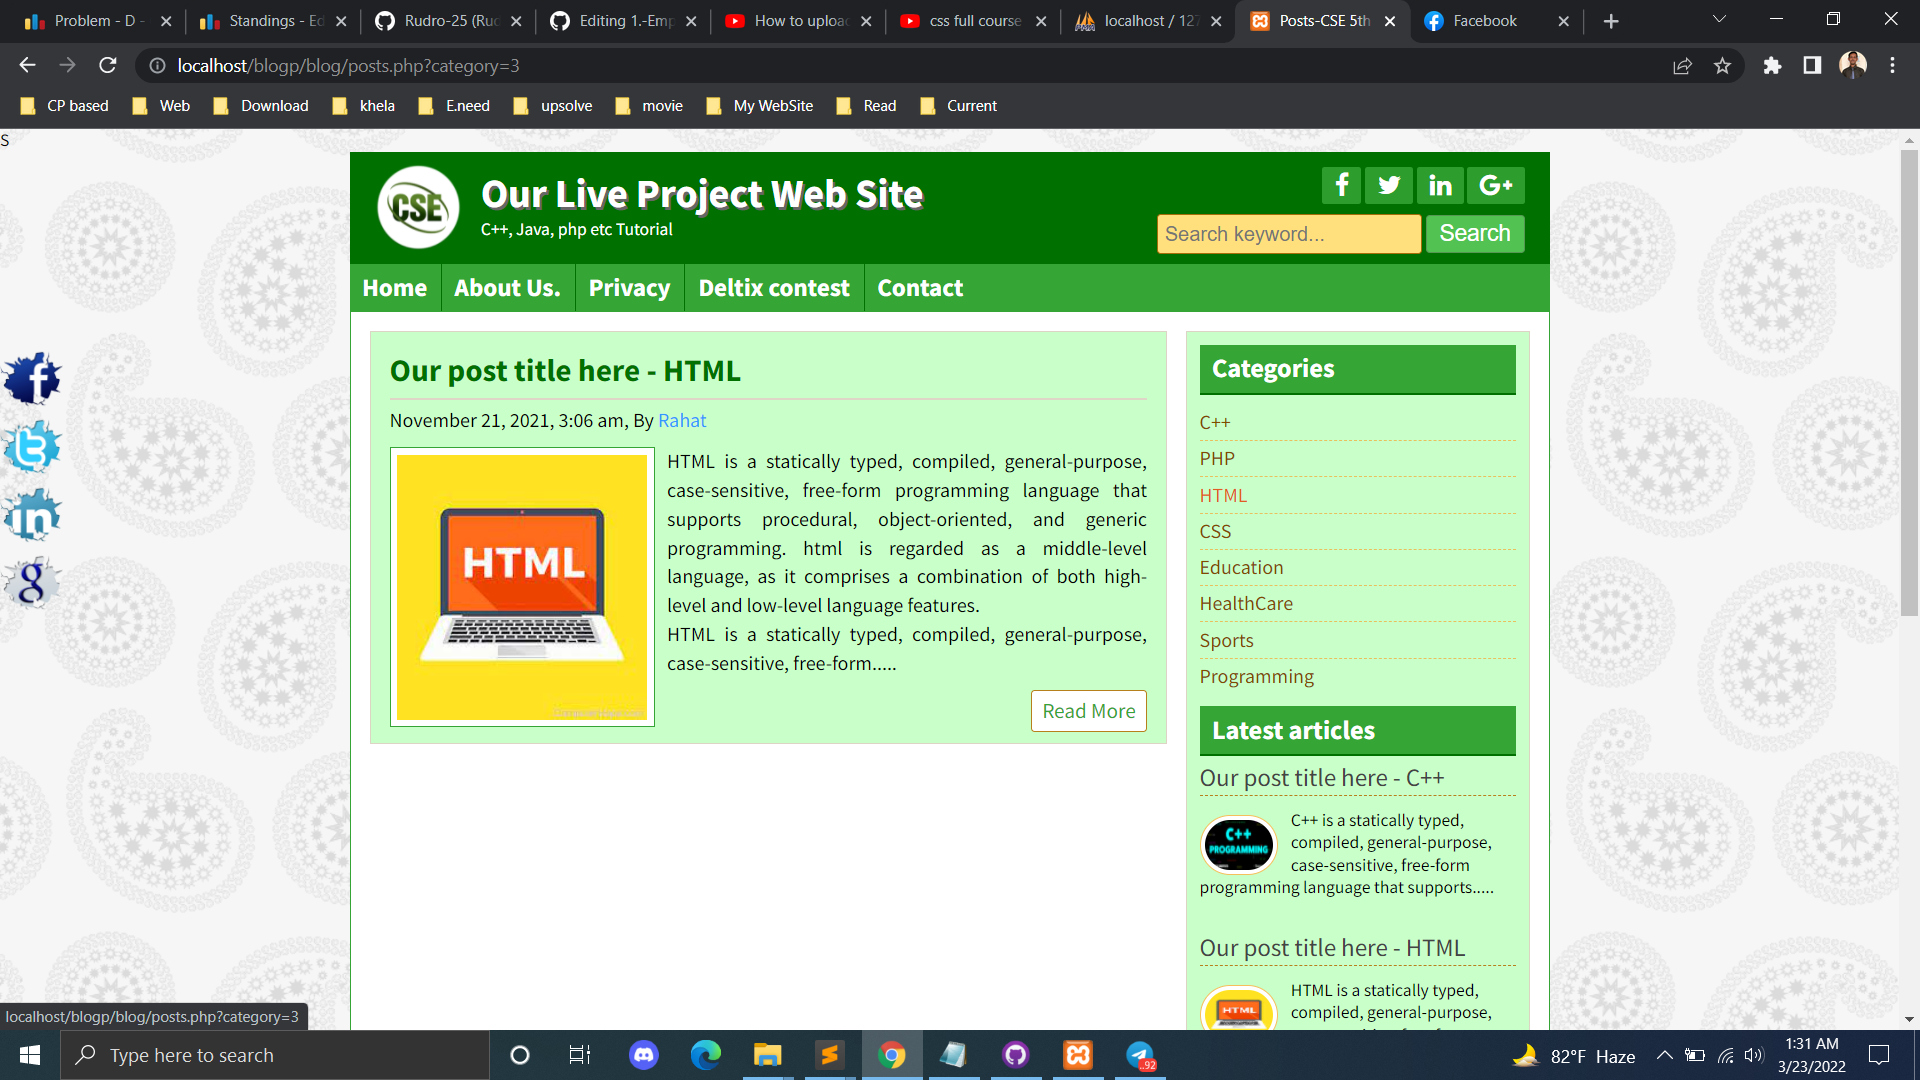 Problem - D -
Standings - Ed
Rudro-25 (Rud
Editing 1.-Emp
How to upload
css full course
localhost / 127
Posts-CSE 5th
Facebook
localhost/blogp/blog/posts.php?category=3
CP based
Web
Download
khela
E.need
upsolve
movie
My WebSite
Read
Current
S
CSE
Our Live Project Web Site
C++, Java, php etc Tutorial
Search keyword...
Search
Home
About Us.
Privacy
Deltix contest
Contact
Our post title here - HTML
November 21, 2021, 3:06 am, By Rahat
HTML
HTML is a statically typed, compiled, general-purpose,
case-sensitive, free-form programming language that
supports procedural, object-oriented, and generic
programming. html is regarded as a middle-level
language, as it comprises a combination of both high-
level and low-level language features.
HTML is a statically typed, compiled, general-purpose,
case-sensitive, free-form.....
Read More
Categories
C++
PHP
HTML
CSS
Education
HealthCare
Sports
Programming
Latest articles
Our post title here - C++
C++
PROGRAMMING
C++ is a statically typed,
compiled, general-purpose,
case-sensitive, free-form
programming language that supports.....
Our post title here - HTML
HTML
HTML is a statically typed,
compiled, general-purpose,
localhost/blogp/blog/posts.php?category=3
Type here to search
..92
82°F Haze
1:31 AM
3/23/2022